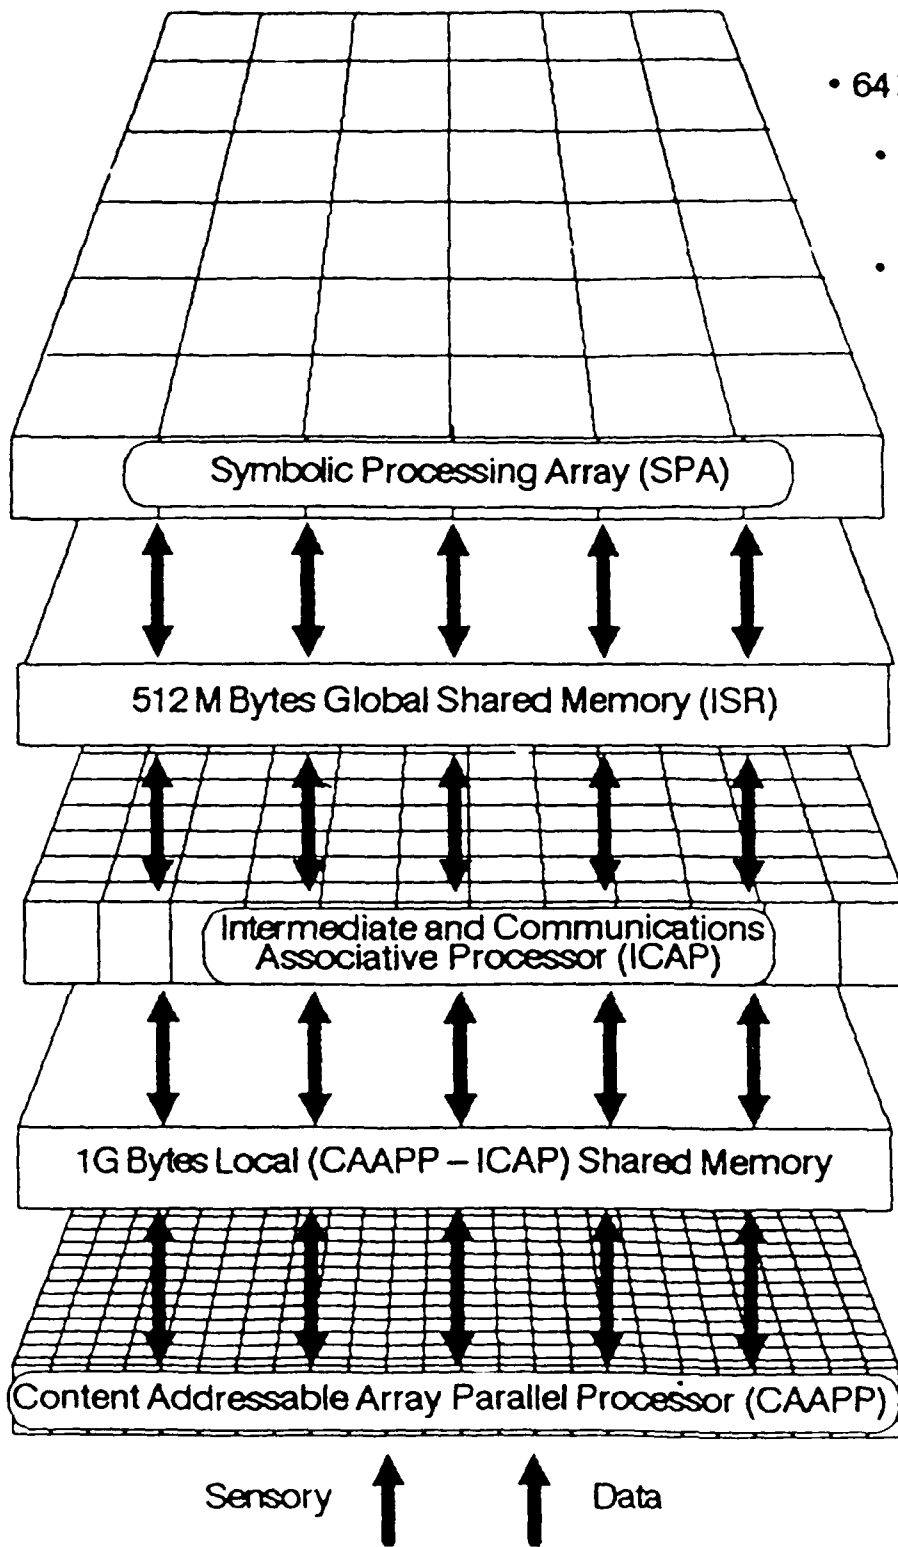 • 64
•
•
Symbolic Processing Array (SPA)
512 M Bytes Global Shared Memory (ISR)
Intermediate and Communications
Associative Processor (ICAP)
1G Bytes Local (CAAPP – ICAP) Shared Memory
Content Addressable Array Parallel Processor (CAAPP)
Sensory Data